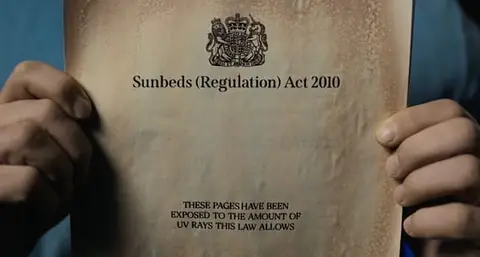 Sunbeds (Regulation) Act 2010
THESE PAGES HAVE BEEN
EXPOSED TO THE AMOUNT OF
UV RAYS THIS LAW ALLOWS